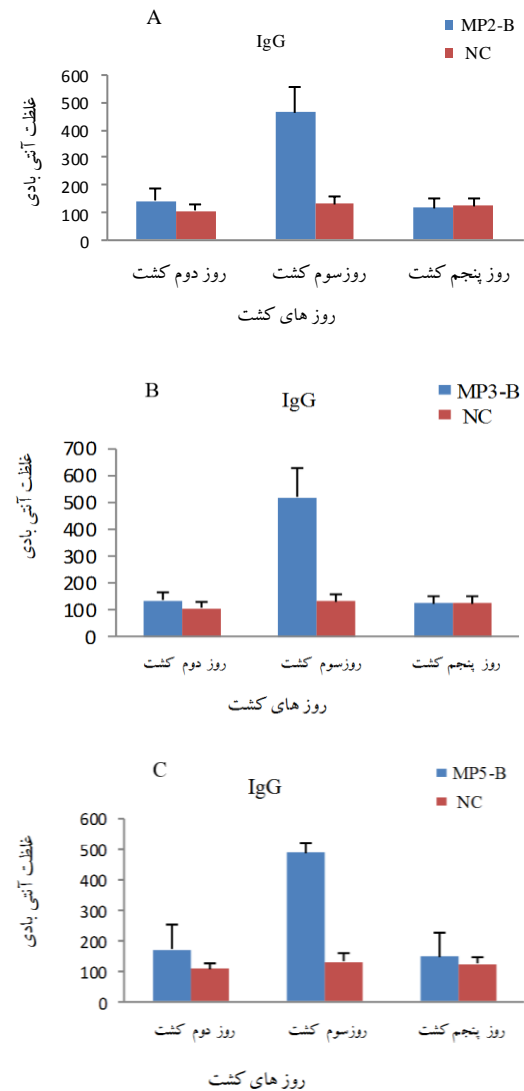 A
IgG
MP2-B
NC
غلظت آنتی بادی
600
500
400
300
200
100
0
روز دوم کشت
روزسوم کشت
روز پنجم کشت
روز های کشت
B
IgG
MP3-B
NC
غلظت آنتی بادی
700
600
500
400
300
200
100
0
روز دوم کشت
روزسوم کشت
روز پنجم کشت
روز های کشت
C
IgG
MP5-B
NC
غلظت آنتی بادی
600
500
400
300
200
100
0
روز دوم کشت
روزسوم کشت
روز پنجم کشت
روز های کشت